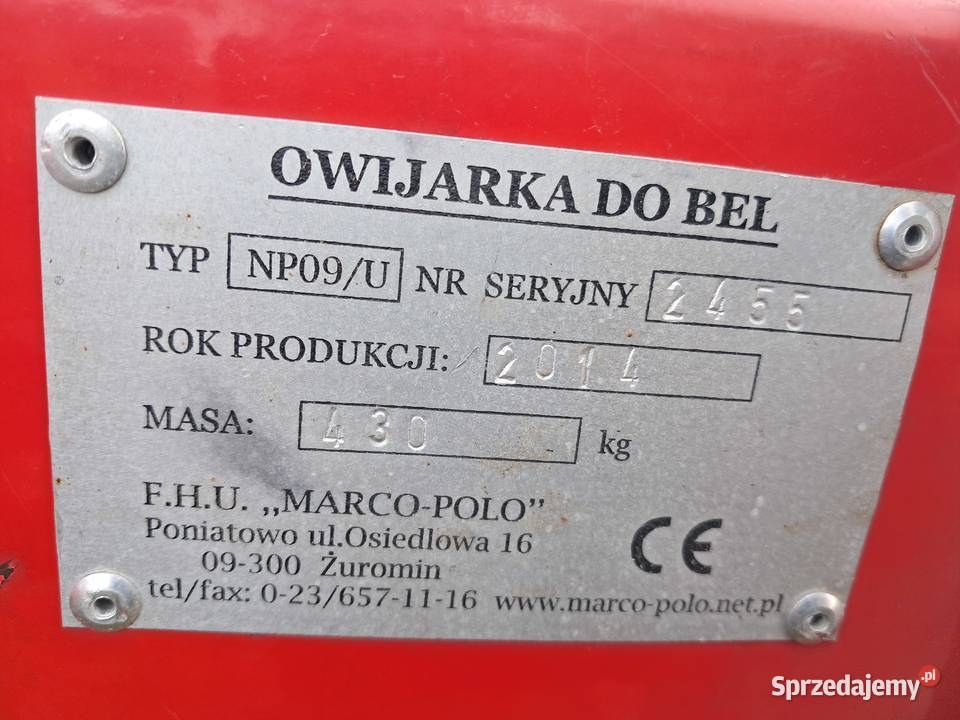 OWIJARKA DO BEL
TYP NP09/U NR SERYJNY 2455
ROK PRODUKCJI: 2014
MASA: 430 kg
F.H.U. „MARCO-POLO”
Poniatowo ul.Osiedlowa 16
09-300 Żuromin
tel/fax: 0-23/657-11-16 www.marco-polo.net.pl
CE
Sprzedajemy.pl